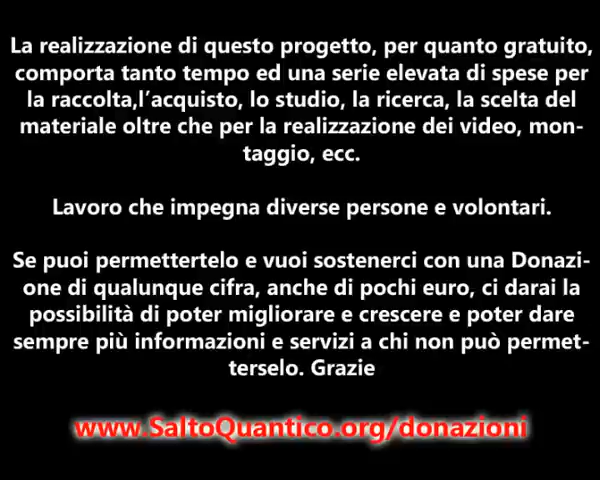 La realizzazione di questo progetto, per quanto gratuito,
comporta tanto tempo ed una serie elevata di spese per
la raccolta,l'acquisto, lo studio, la ricerca, la scelta del
materiale oltre che per la realizzazione dei video, mon-
taggio, ecc.
Lavoro che impegna diverse persone e volontari.
Se puoi permettertelo e vuoi sostenerci con una Donazi-
one di qualunque cifra, anche di pochi euro, ci darai la
possibilità di poter migliorare e crescere e poter dare
sempre più informazioni e servizi a chi non può permet-
terselo. Grazie
www.SaltoQuantico.org/donazioni